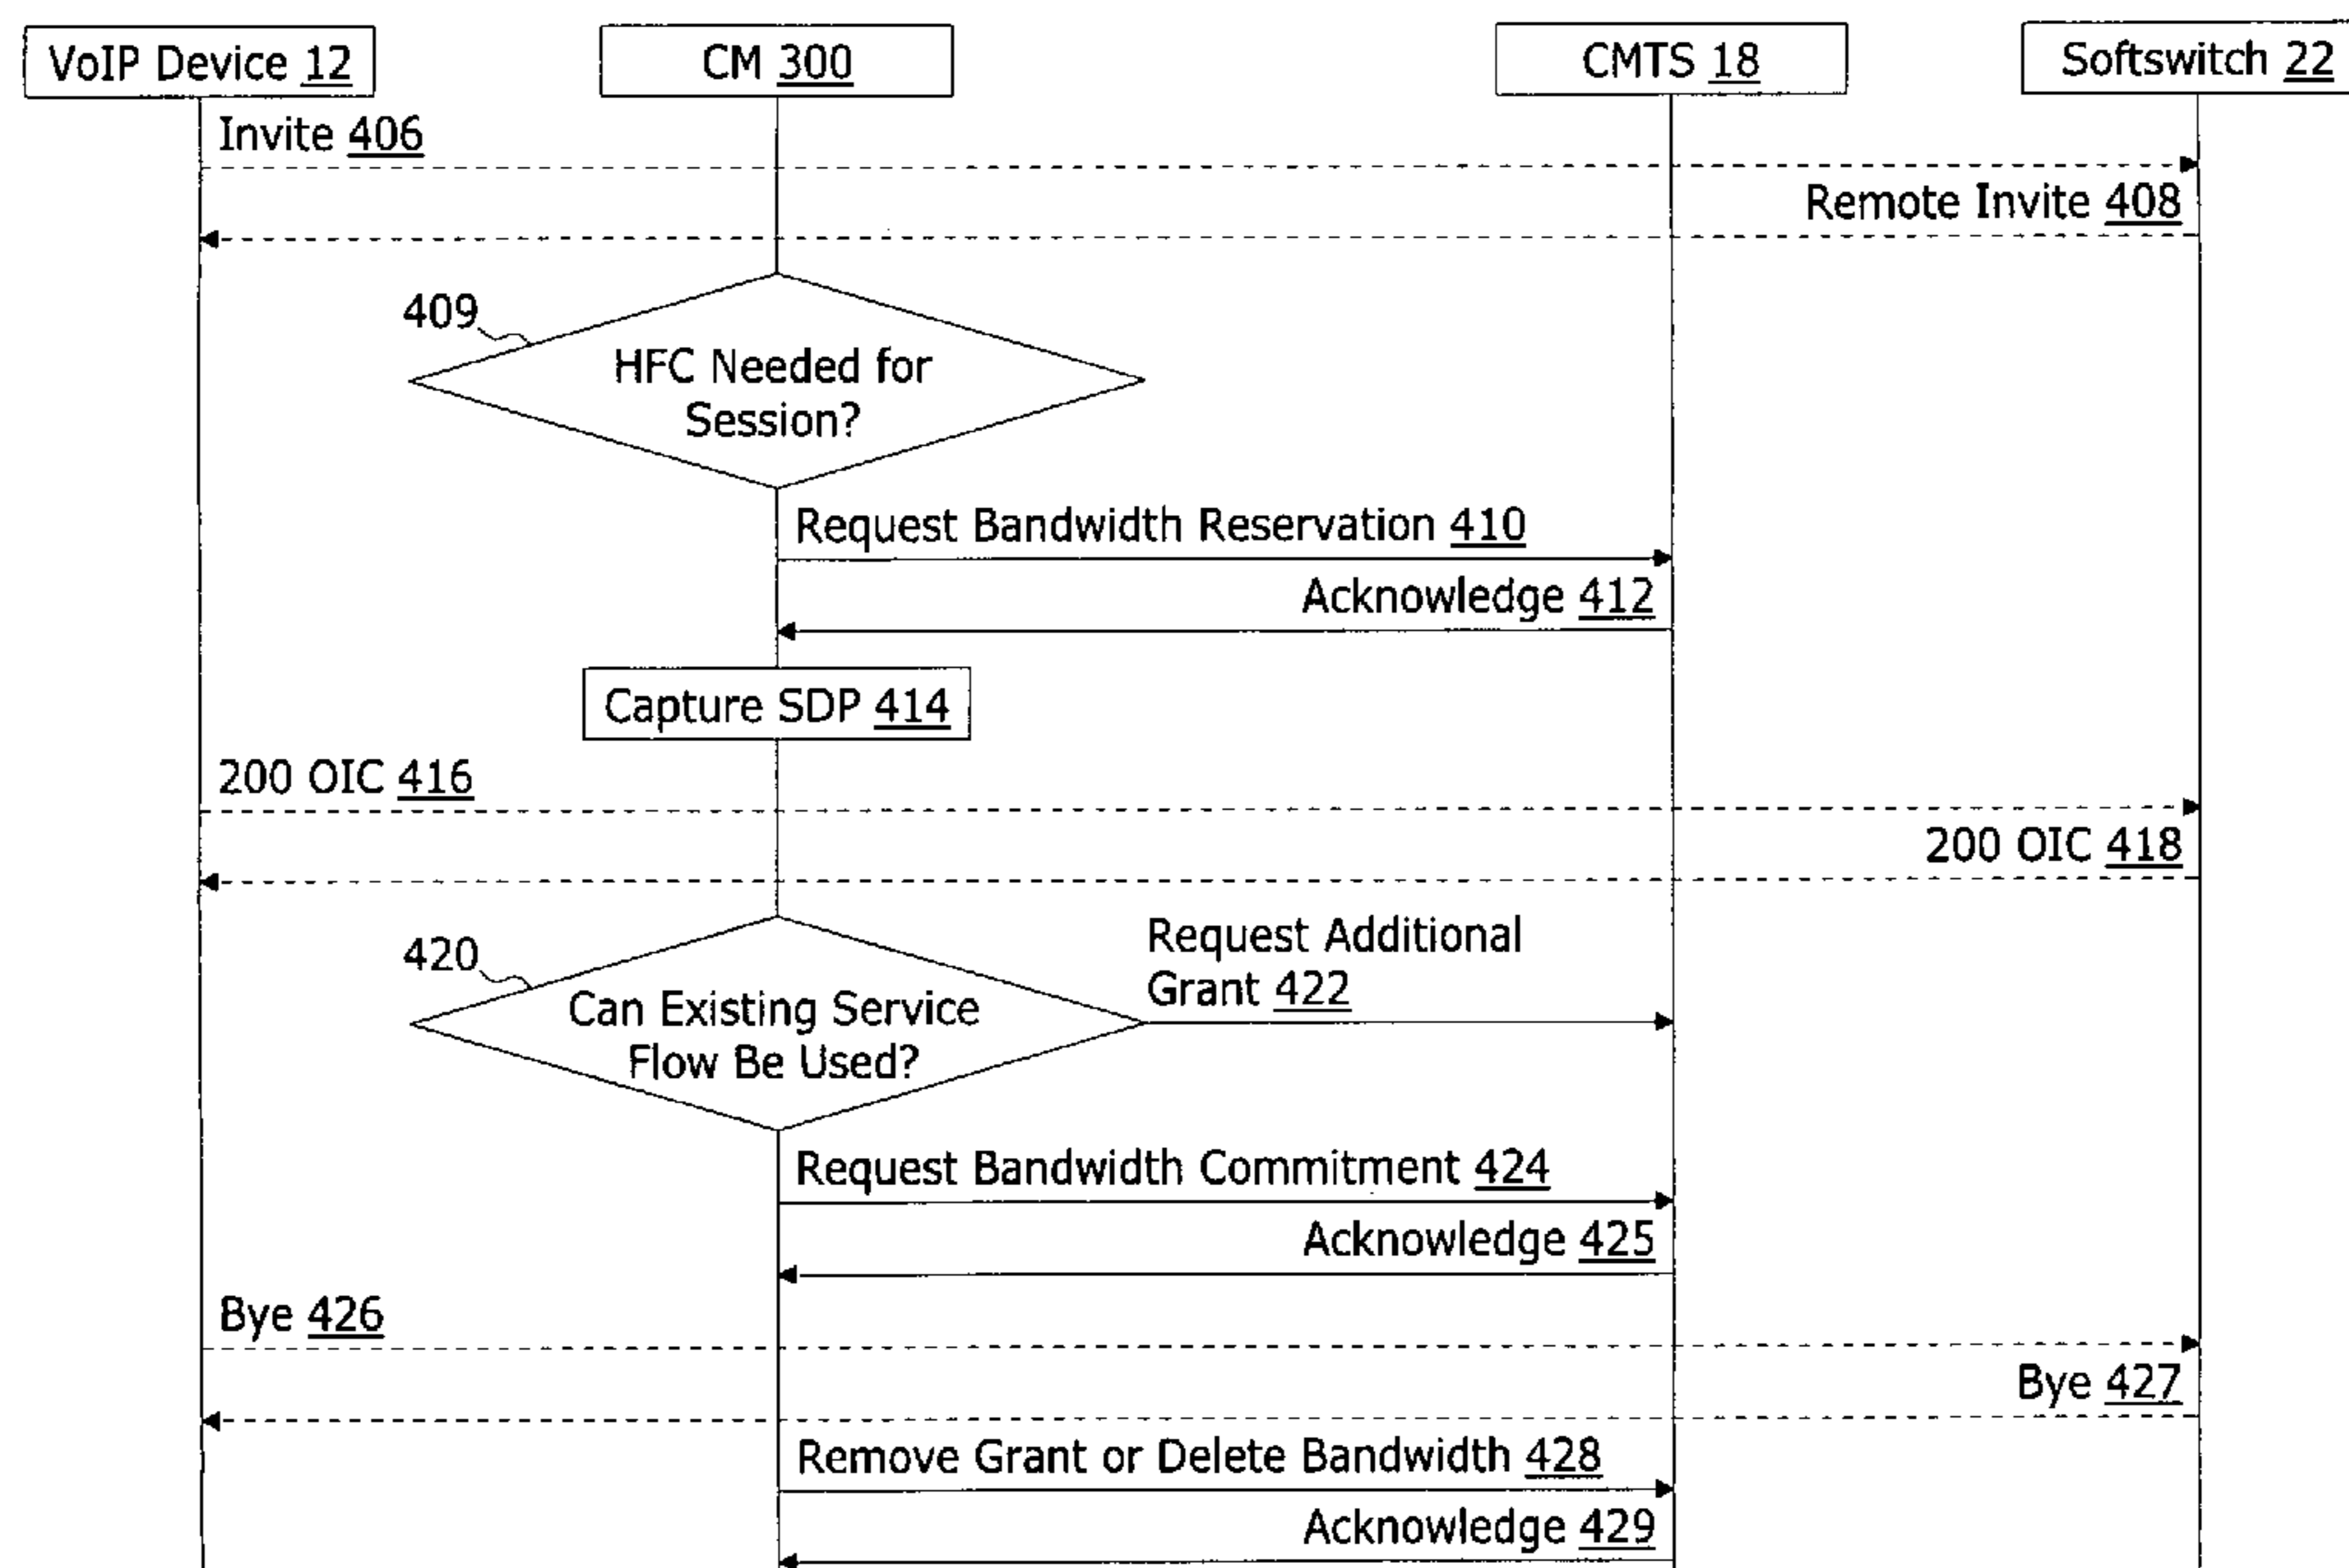 VoIP Device 12
CM 300
CMTS 18
Softswitch 22
Invite 406
Remote Invite 408
409
HFC Needed for
Session?
Request Bandwidth Reservation 410
Acknowledge 412
Capture SDP 414
200 OIC 416
200 OIC 418
420
Can Existing Service
Flow Be Used?
Request Additional
Grant 422
Request Bandwidth Commitment 424
Acknowledge 425
Bye 426
Bye 427
Remove Grant or Delete Bandwidth 428
Acknowledge 429